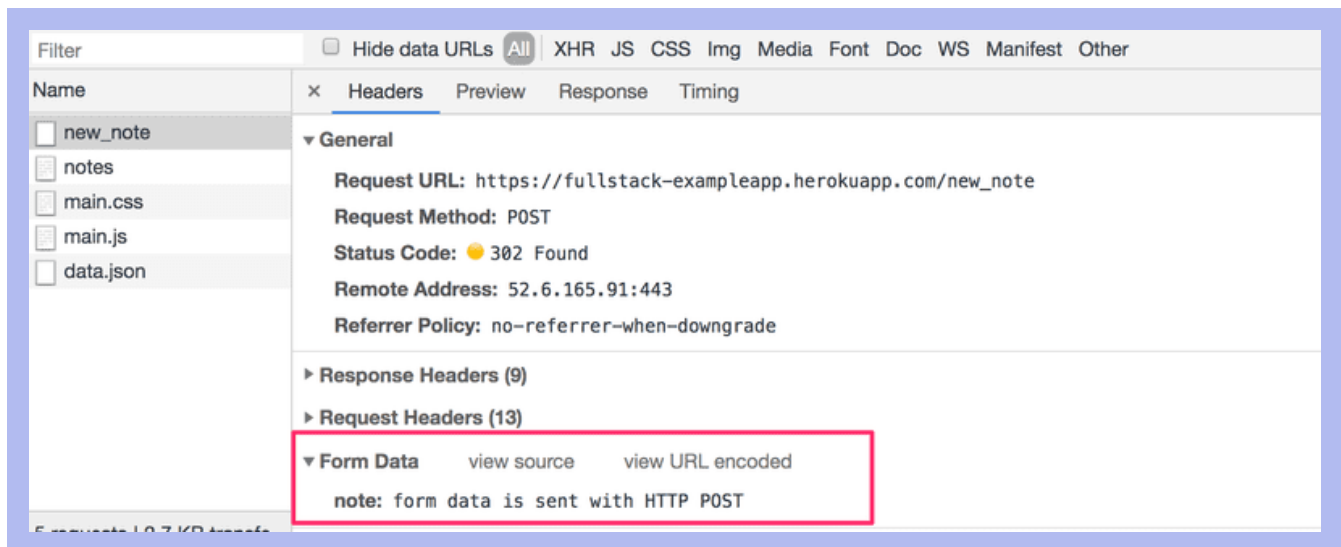 Filter
Hide data URLs All XHR JS CSS Img Media Font Doc WS Manifest Other
Name
× Headers Preview Response Timing
new_note
notes
main.css
main.js
data.json
▼ General
Request URL: https://fullstack-exampleapp.herokuapp.com/new_note
Request Method: POST
Status Code: 302 Found
Remote Address: 52.6.165.91:443
Referrer Policy: no-referrer-when-downgrade
▶ Response Headers (9)
▶ Request Headers (13)
▼ Form Data view source view URL encoded
note: form data is sent with HTTP POST